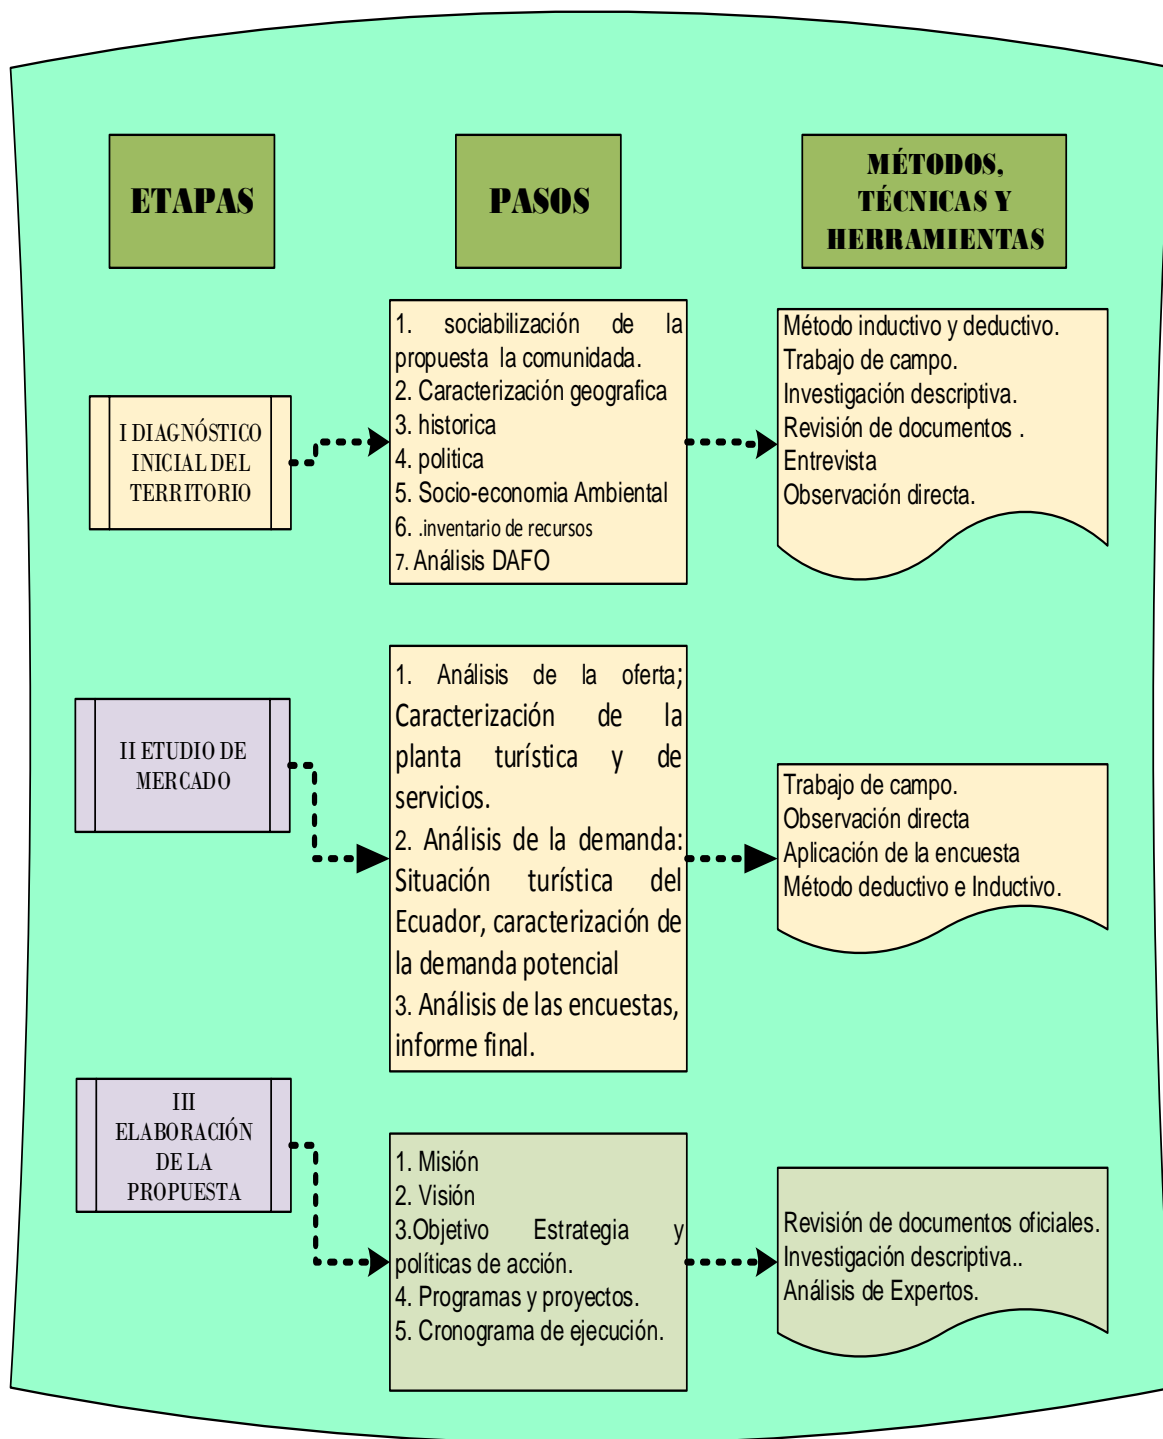 ETAPAS
PASOS
MÉTODOS,
TÉCNICAS Y
HERRAMIENTAS
I DIAGNÓSTICO
INICIAL DEL
TERRITORIO
1. sociabilización de la
propuesta la comunidada.
2. Caracterización geografica
3. historica
4. politica
5. Socio-economia Ambiental
6. .inventario de recursos
7. Análisis DAFO
Método inductivo y deductivo.
Trabajo de campo.
Investigación descriptiva.
Revisión de documentos .
Entrevista
Observación directa.
II ETUDIO DE
MERCADO
1. Análisis de la oferta;
Caracterización de la
planta turística y de
servicios.
2. Análisis de la demanda:
Situación turística del
Ecuador, caracterización de
la demanda potencial
3. Análisis de las encuestas,
informe final.
Trabajo de campo.
Observación directa
Aplicación de la encuesta
Método deductivo e Inductivo.
III
ELABORACIÓN
DE LA
PROPUESTA
1. Misión
2. Visión
3.Objetivo Estrategia y
políticas de acción.
4. Programas y proyectos.
5. Cronograma de ejecución.
Revisión de documentos oficiales.
Investigación descriptiva..
Análisis de Expertos.